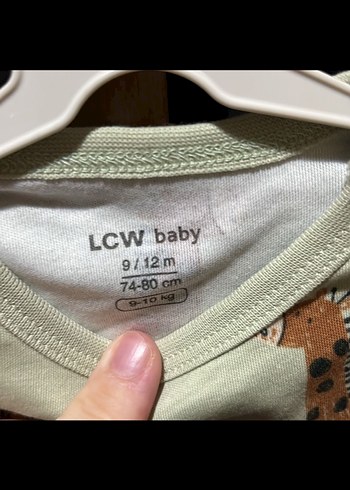 LCW baby
9 / 12 m
74-80 cm
9-10 kg